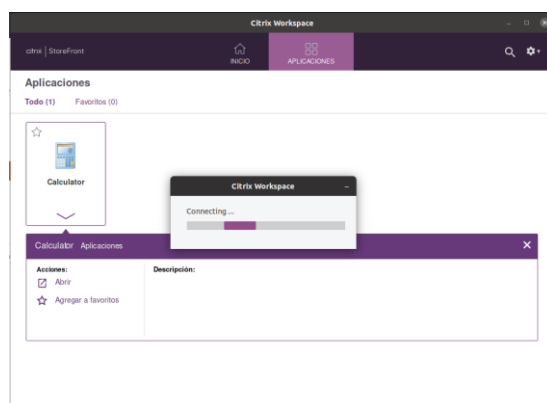 Citrix Workspace
citrix | StoreFront
INICIO
APLICACIONES
Aplicaciones
Todo (1) Favoritos (0)
Calculator
Citrix Workspace
Connecting ...
Calculator Aplicaciones
Acciones:
Descripción:
Abrir
Agregar a favoritos